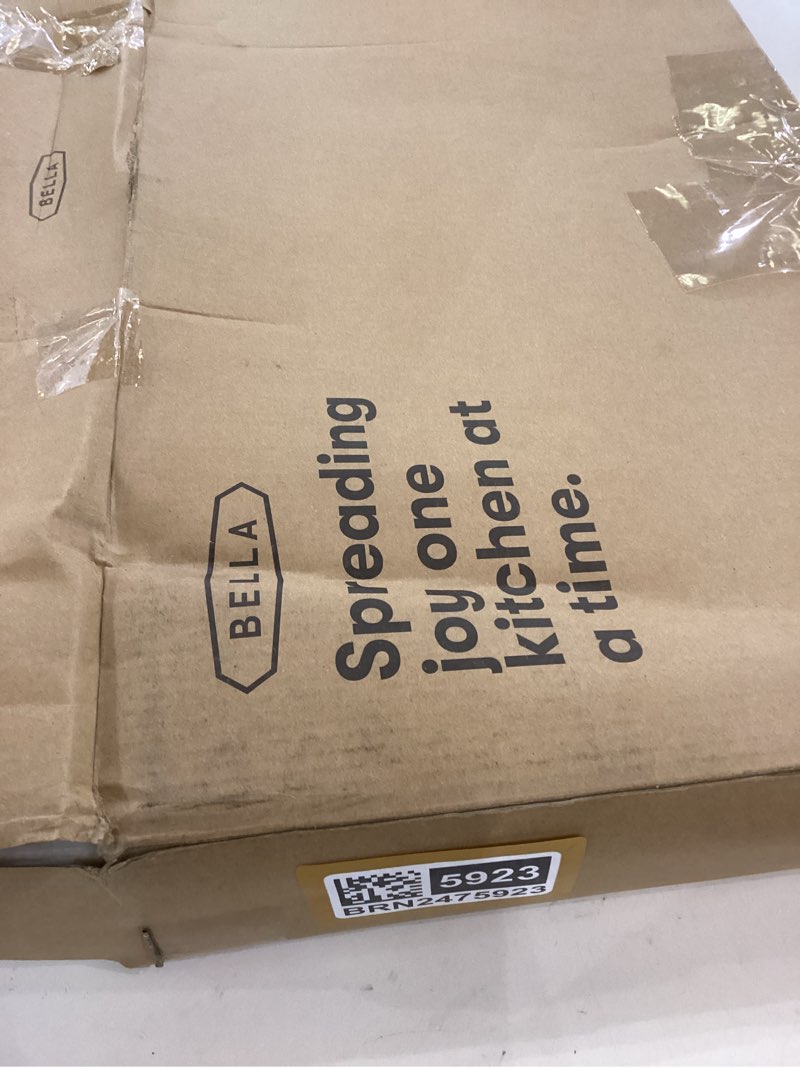 BELLA
BELLA
Spreading
joy one
kitchen at
a time.
5923
BRN2475923